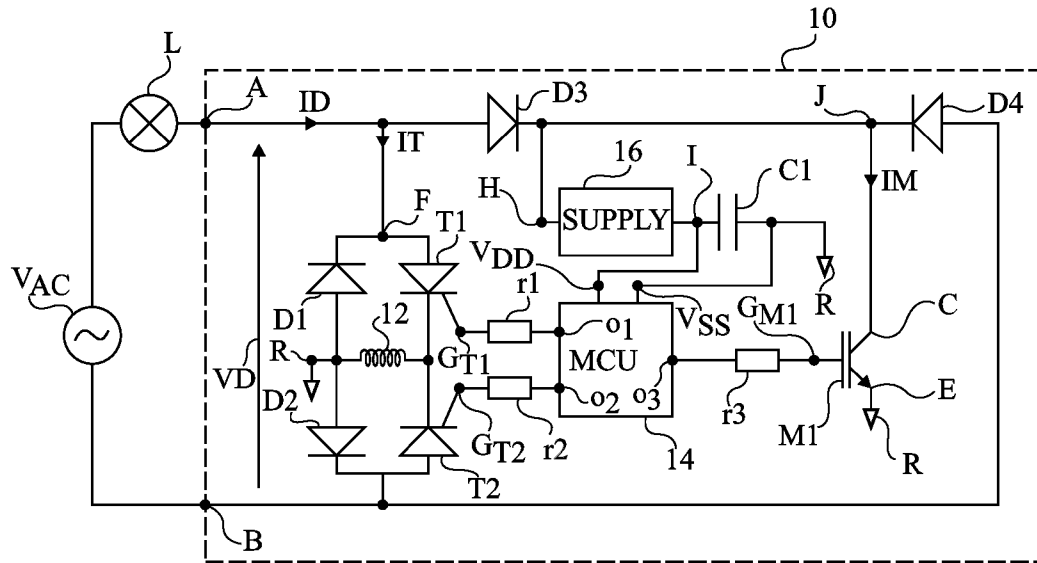 10
L
A
ID
D3
J
D4
IT
16
I
C1
IM
H
SUPPLY
F
T1
VDD
VAC
r1
VSS
R
D1
12
GM1
C
R
GT1
o1
MCU
VD
D2
o2
o3
E
GT2
r2
r3
M1
T2
14
R
B